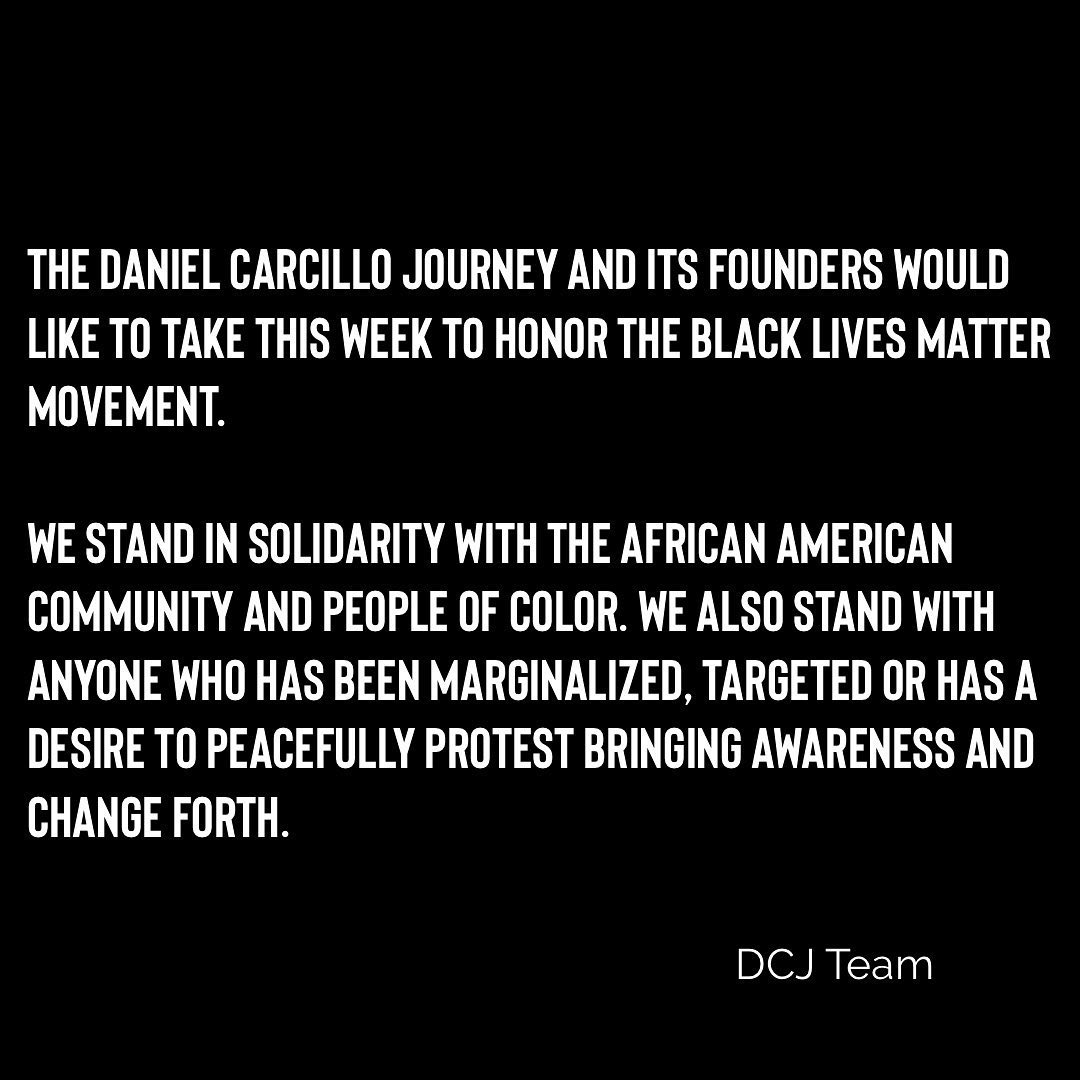 THE DANIEL CARCILLO JOURNEY AND ITS FOUNDERS WOULD
LIKE TO TAKE THIS WEEK TO HONOR THE BLACK LIVES MATTER
MOVEMENT.
WE STAND IN SOLIDARITY WITH THE AFRICAN AMERICAN
COMMUNITY AND PEOPLE OF COLOR. WE ALSO STAND WITH
ANYONE WHO HAS BEEN MARGINALIZED, TARGETED OR HAS A
DESIRE TO PEACEFULLY PROTEST BRINGING AWARENESS AND
CHANGE FORTH.
DCJ Team